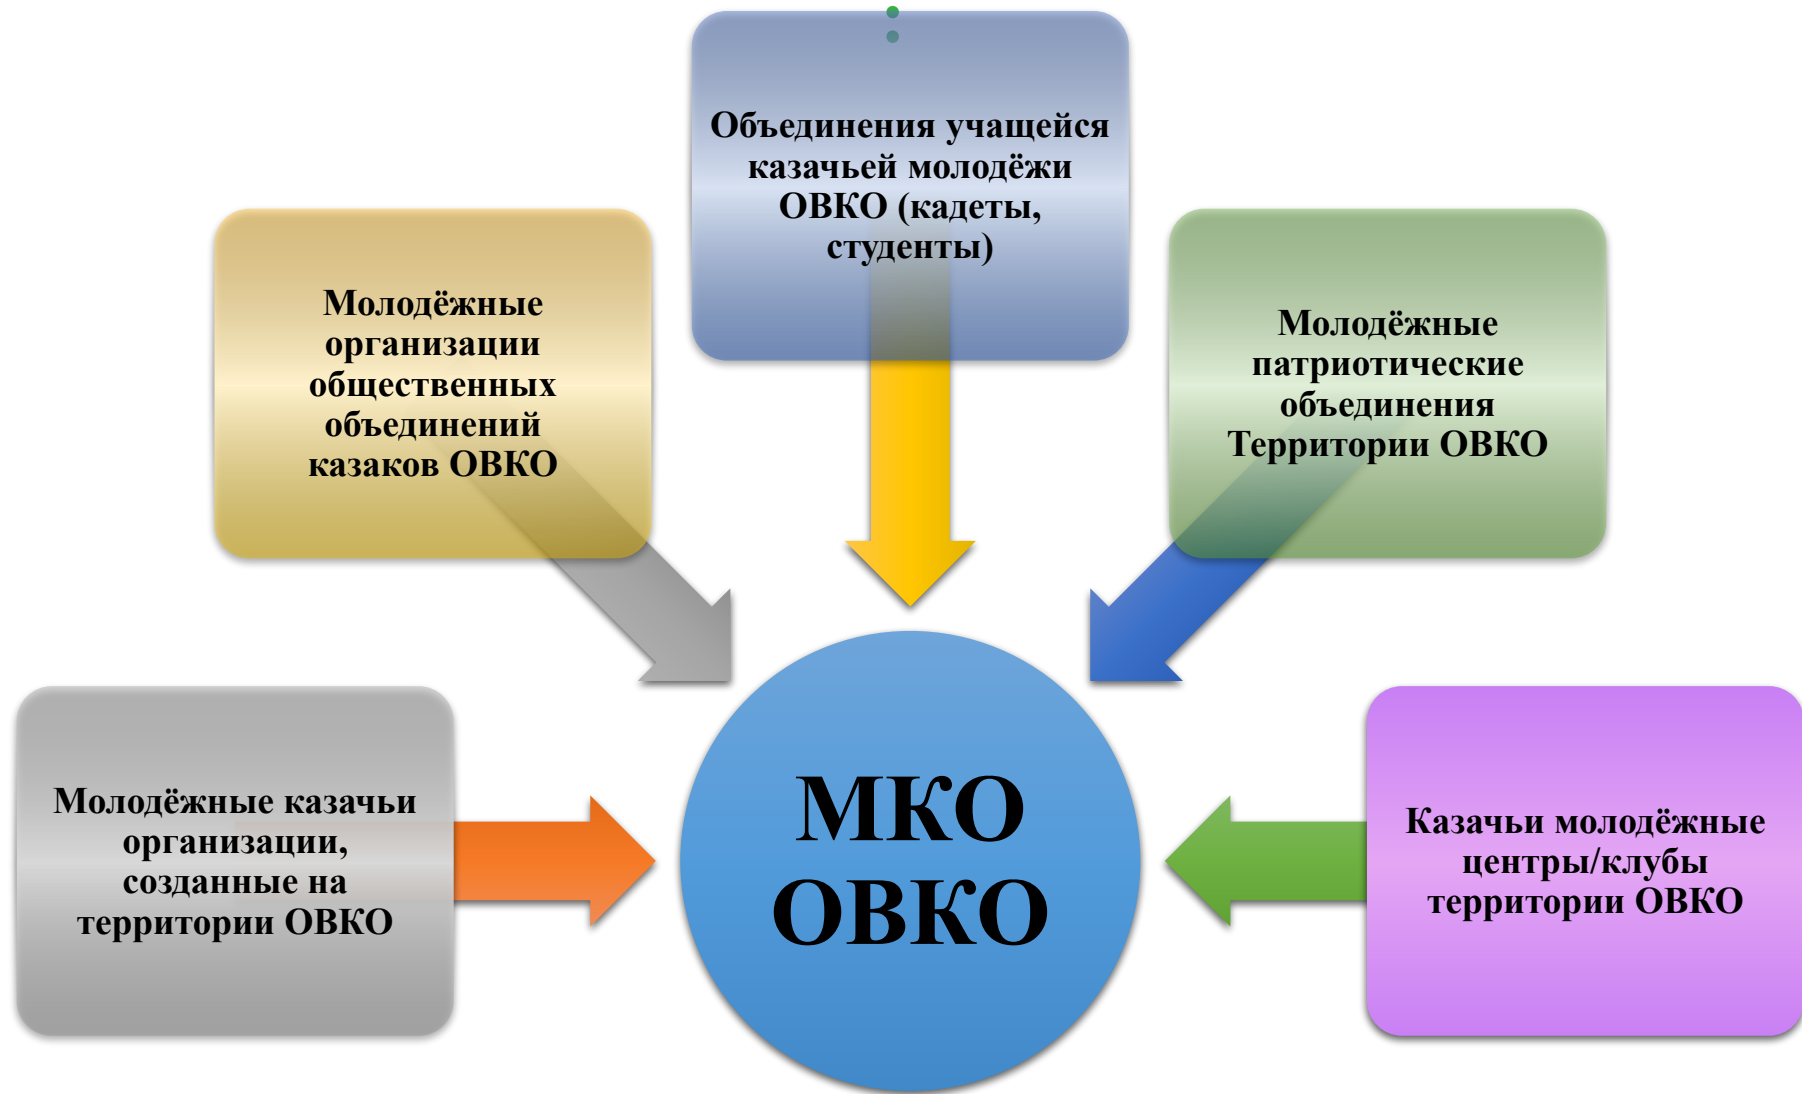 Объединения учащейся
казачьей молодёжи
ОВКО (кадеты,
студенты)
Молодёжные
организации
общественных
объединений
казаков ОВКО
Молодёжные
патриотические
объединения
Территории ОВКО
Молодёжные казачьи
организации,
созданные на
территории ОВКО
МКО
ОВКО
Казачьи молодёжные
центры/клубы
территории ОВКО